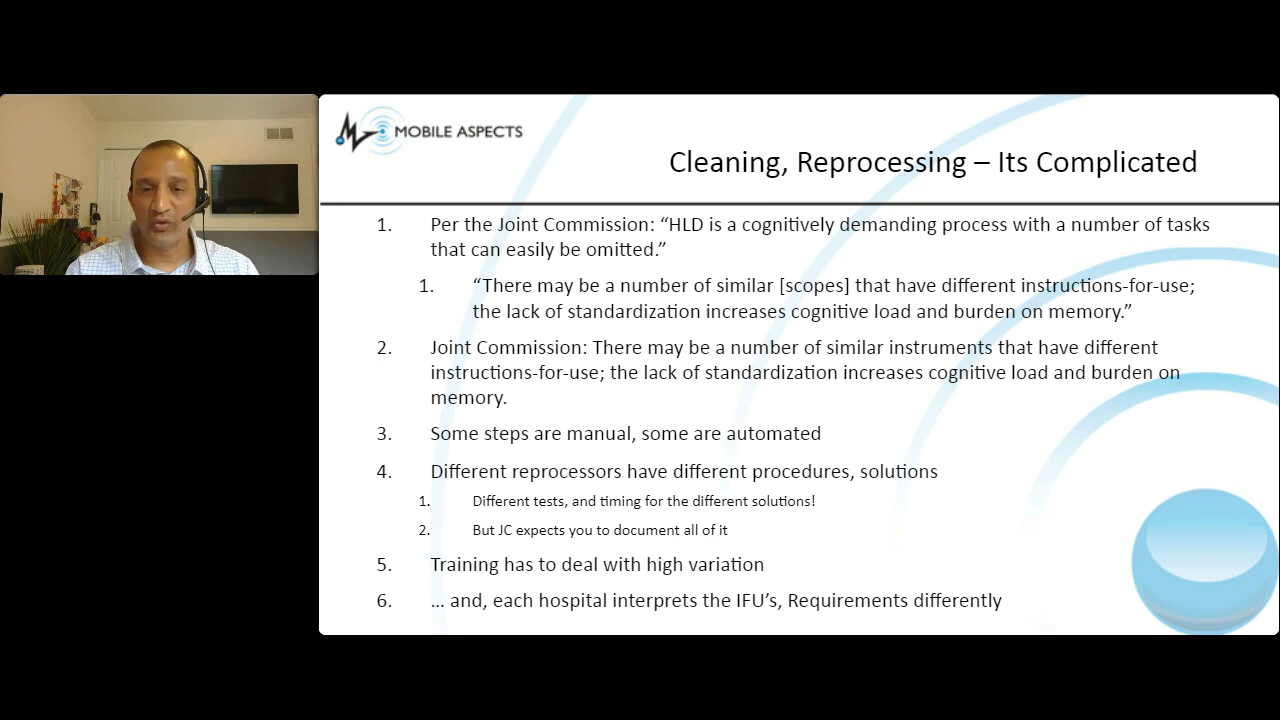 MOBILE ASPECTS
Cleaning, Reprocessing – Its Complicated
1. Per the Joint Commission: “HLD is a cognitively demanding process with a number of tasks
that can easily be omitted.”
1. “There may be a number of similar [scopes] that have different instructions-for-use;
the lack of standardization increases cognitive load and burden on memory.”
2. Joint Commission: There may be a number of similar instruments that have different
instructions-for-use; the lack of standardization increases cognitive load and burden on
memory.
3. Some steps are manual, some are automated
4. Different reprocessors have different procedures, solutions
1. Different tests, and timing for the different solutions!
2. But JC expects you to document all of it
5. Training has to deal with high variation
6. … and, each hospital interprets the IFU’s, Requirements differently